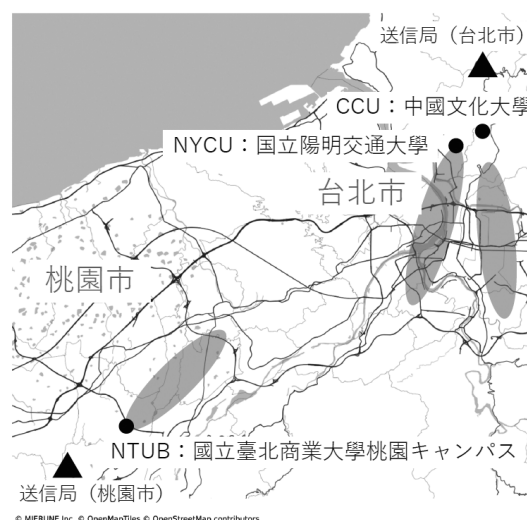 送信局（台北市）
CCU：中國文化大學
NYCU：国立陽明交通大學
台北市
桃園市
NTUB：國立臺北商業大學桃園キャンパス
送信局（桃園市）
© MIERUNE Inc. © OpenMapTiles © OpenStreetMap contributors